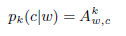 p_k(c|w) = A^k_{w,c}